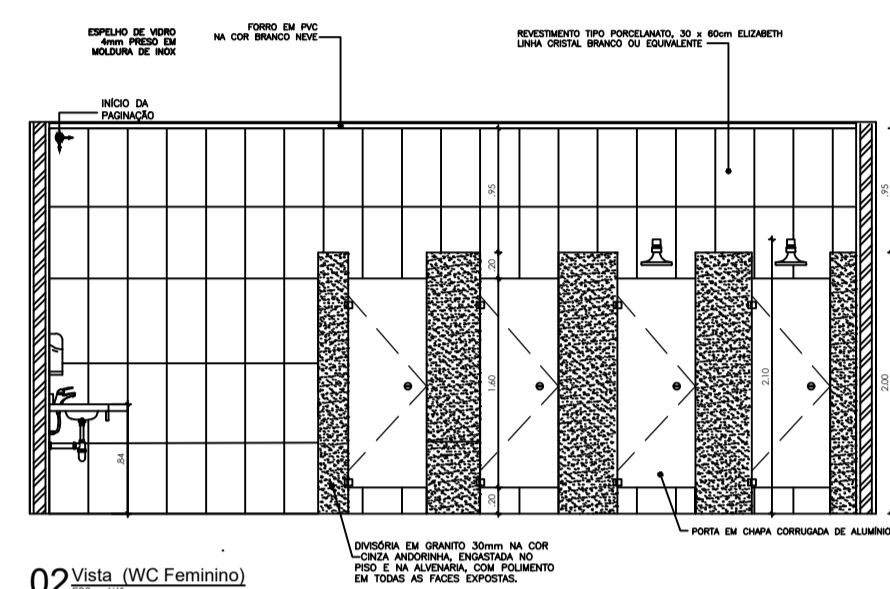 ESPELHO DE VIDRO
4mm PRESO EM
MOLDURA DE INOX
FORRO EM PVC
NA COR BRANCO NEVE
REVESTIMENTO TIPO PORCELANATO, 30 x 60cm ELIZABETH
LINHA CRISTAL BRANCO OU EQUIVALENTE
INÍCIO DA
PAGINAÇÃO
.95
.95
.20
1.60
2.10
2.00
.84
.20
PORTA EM CHAPA CORRUGADA DE ALUMÍNIO
DIVISÓRIA EM GRANITO 30mm NA COR
CINZA ANDORINHA, ENGASTADA NO
PISO E NA ALVENARIA, COM POLIMENTO
EM TODAS AS FACES EXPOSTAS.
02 Vista (WC Feminino)